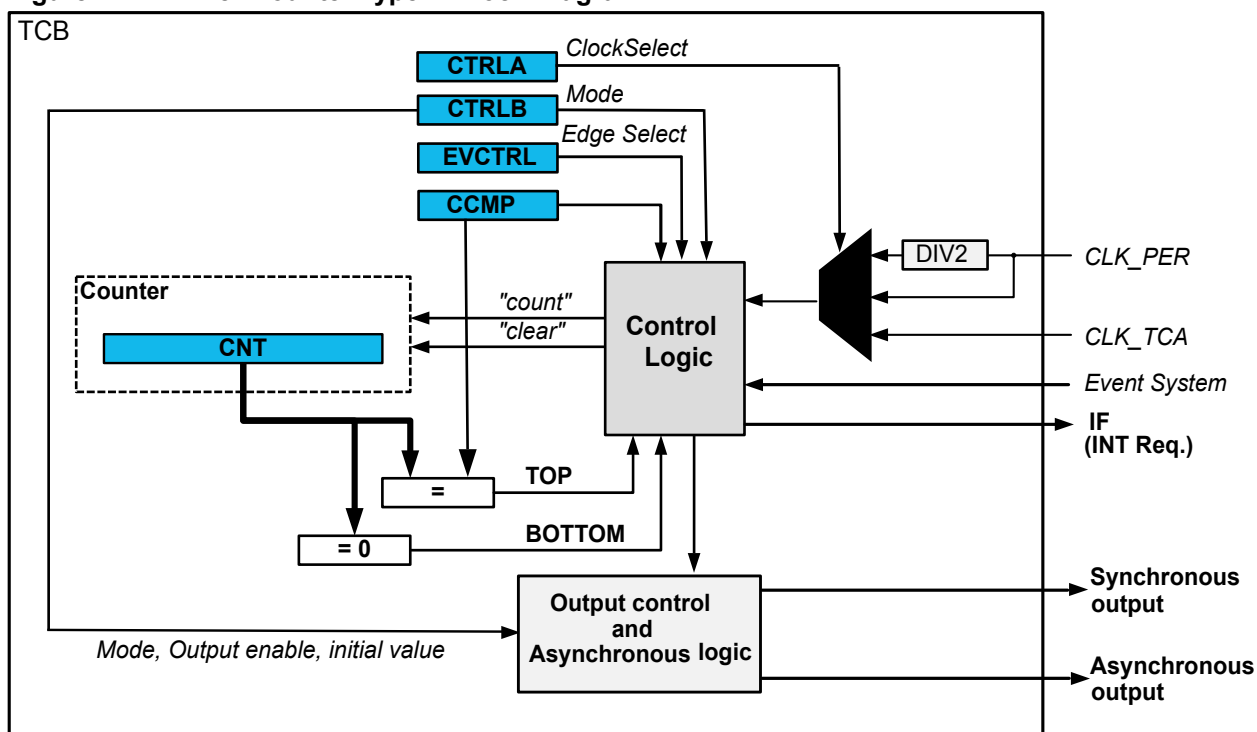 TCB
CTRLA
ClockSelect
CTRLB
Mode
EVCTRL
Edge Select
CCMP
DIV2
CLK_PER
Counter
"count"
Control
Logic
"clear"
CNT
CLK_TCA
Event System
IF
(INT Req.)
=
TOP
= 0
BOTTOM
Output control
and
Asynchronous logic
Synchronous
output
Mode, Output enable, initial value
Asynchronous
output